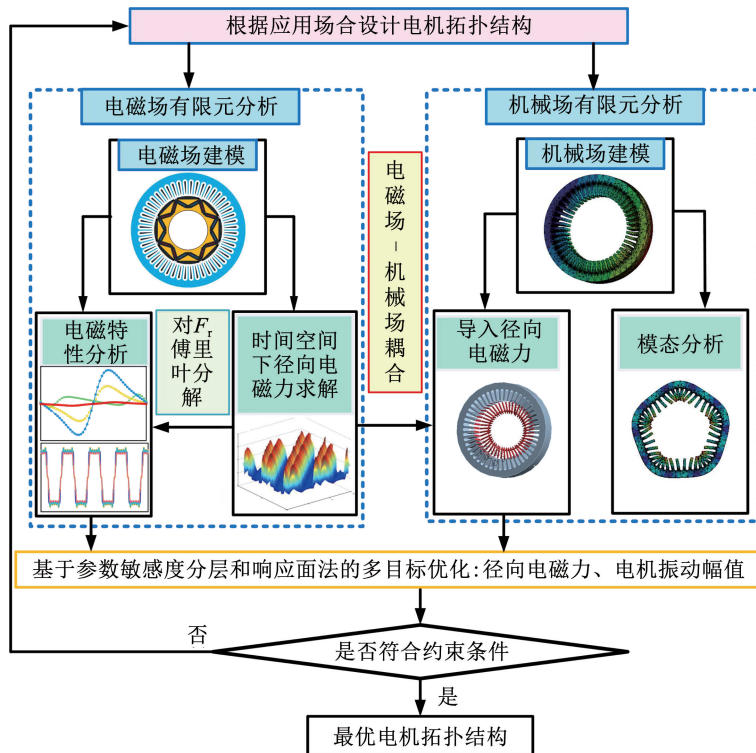 根据应用场合设计电机拓扑结构
电磁场有限元分析
机械场有限元分析
电磁场建模
机械场建模
电
磁
场
-
机
械
场
耦
合
电磁特
性分析
对Fr
傅里
叶分
解
时间空间
下径向电
磁力求解
导入径向
电磁力
模态分析
基于参数敏感度分层和响应面法的多目标优化:径向电磁力、电机振动幅值
否
是否符合约束条件
是
最优电机拓扑结构